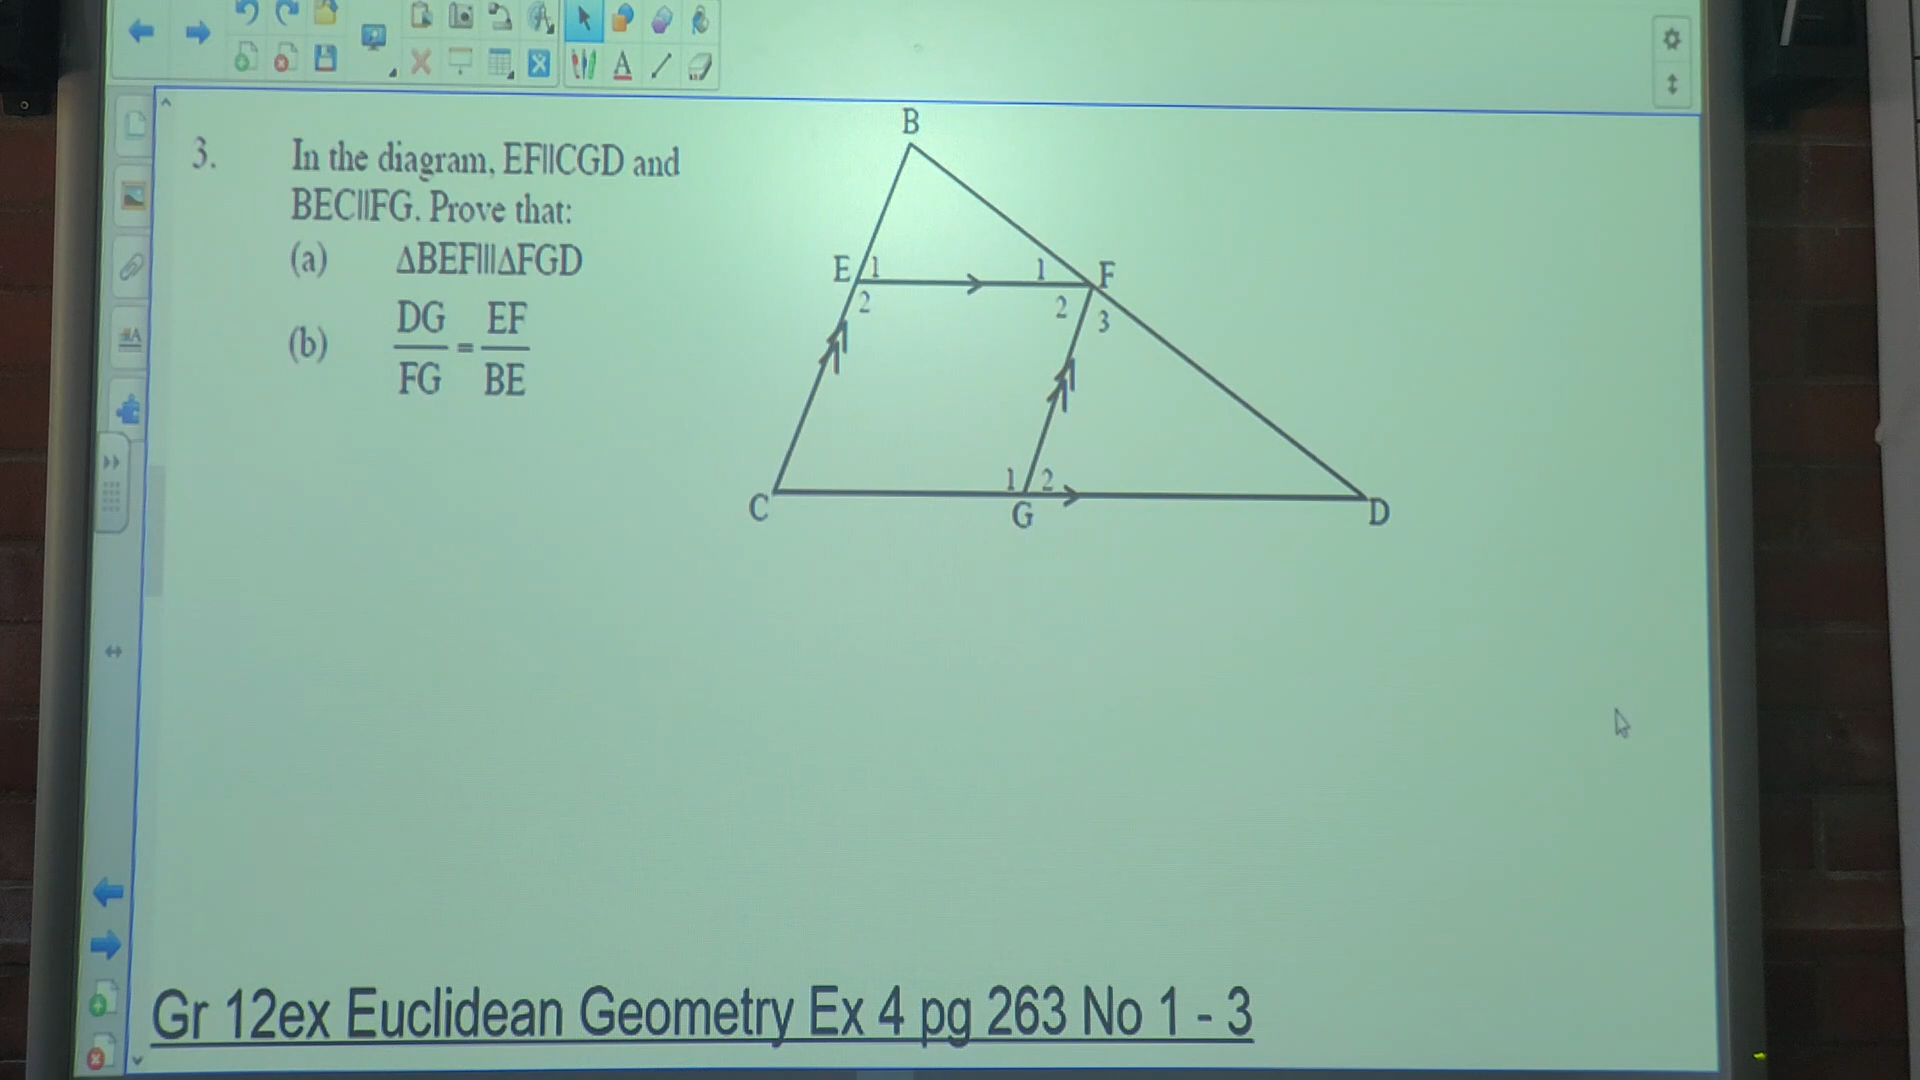 3. In the diagram, EF||CGD and
BEC||FG. Prove that:
(a) ΔBEF|||ΔFGD
(b) DG/FG = EF/BE
B
E 1 1 F
2 2 3
1 2
C G D
Gr 12ex Euclidean Geometry Ex 4 pg 263 No 1 - 3